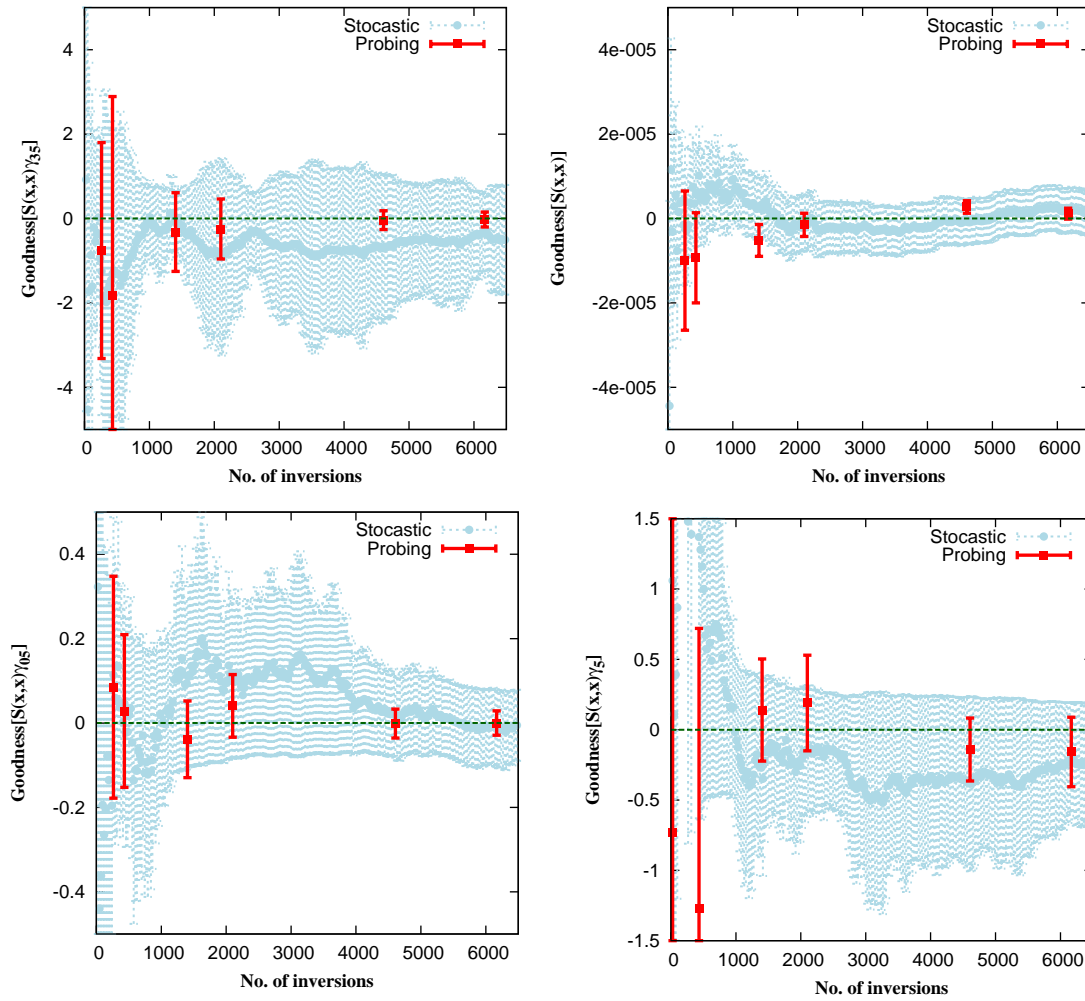 Stocastic
Probing
4
2
0
-2
-4
Goodness[S(x,x)γ35]
0 1000 2000 3000 4000 5000 6000
No. of inversions
Stocastic
Probing
4e-005
2e-005
0
-2e-005
-4e-005
Goodness[S(x,x)]
0 1000 2000 3000 4000 5000 6000
No. of inversions
Stocastic
Probing
0.4
0.2
0
-0.2
-0.4
Goodness[S(x,x)γ05]
0 1000 2000 3000 4000 5000 6000
No. of inversions
Stocastic
Probing
1.5
1
0.5
0
-0.5
-1
-1.5
Goodness[S(x,x)γ5]
0 1000 2000 3000 4000 5000 6000
No. of inversions